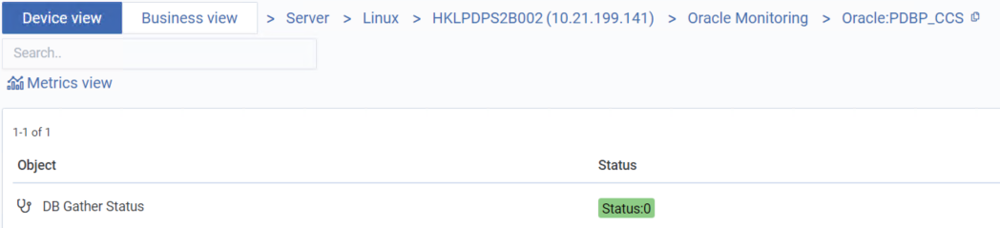 Device view Business view > Server > Linux > HKLPDPS2B002 (10.21.199.141) > Oracle Monitoring > Oracle:PDBP_CCS
Search..
Metrics view
1-1 of 1
Object Status
DB Gather Status Status:0